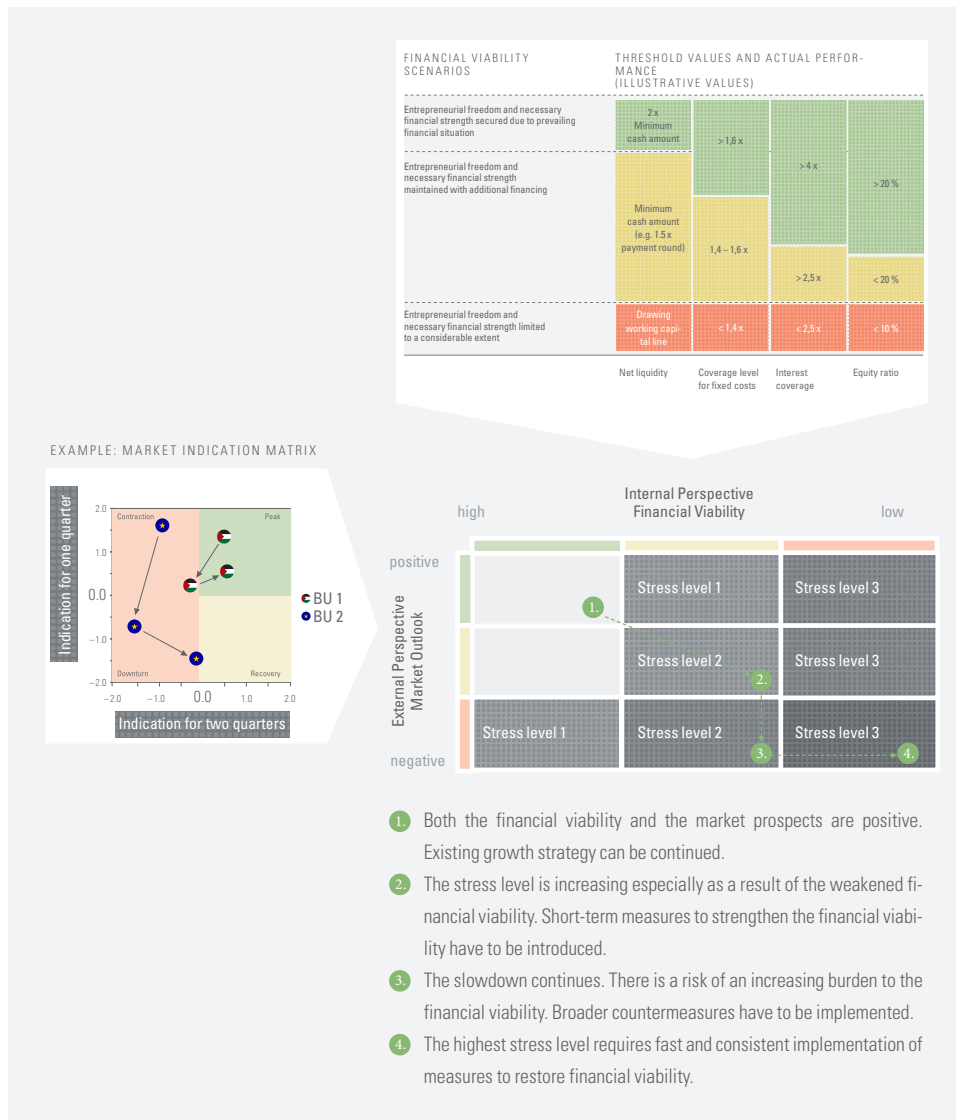 FINANCIAL VIABILITY
SCENARIOS
THRESHOLD VALUES AND ACTUAL PERFOR-
MANCE
(ILLUSTRATIVE VALUES)
Entrepreneurial freedom and necessary
financial strength secured due to prevailing
financial situation
Entrepreneurial freedom and
necessary financial strength
maintained with additional financing
Entrepreneurial freedom and
necessary financial strength limited
to a considerable extent
2 x
Minimum
cash amount
> 1,6 x
> 4 x
> 20 %
Minimum
cash amount
(e.g. 1.5 x
payment round)
1,4 – 1,6 x
> 2,5 x
< 20 %
Drawing
working capi-
tal line
< 1,4 x
< 2,5 x
< 10 %
Net liquidity
Coverage level
for fixed costs
Interest
coverage
Equity ratio
EXAMPLE: MARKET INDICATION MATRIX
Indication for one quarter
2.0
1.0
0.0
–1.0
–2.0
Contraction
Peak
Downturn
Recovery
–2.0
–1.0
0.0
1.0
2.0
Indication for two quarters
BU 1
BU 2
Internal Perspective
Financial Viability
high
low
External Perspective
Market Outlook
positive
negative
1.
Stress level 1
Stress level 3
Stress level 2
2.
Stress level 3
Stress level 1
Stress level 2
3.
Stress level 3
4.
1. Both the financial viability and the market prospects are positive.
Existing growth strategy can be continued.
2. The stress level is increasing especially as a result of the weakened fi-
nancial viability. Short-term measures to strengthen the financial viabi-
lity have to be introduced.
3. The slowdown continues. There is a risk of an increasing burden to the
financial viability. Broader countermeasures have to be implemented.
4. The highest stress level requires fast and consistent implementation of
measures to restore financial viability.